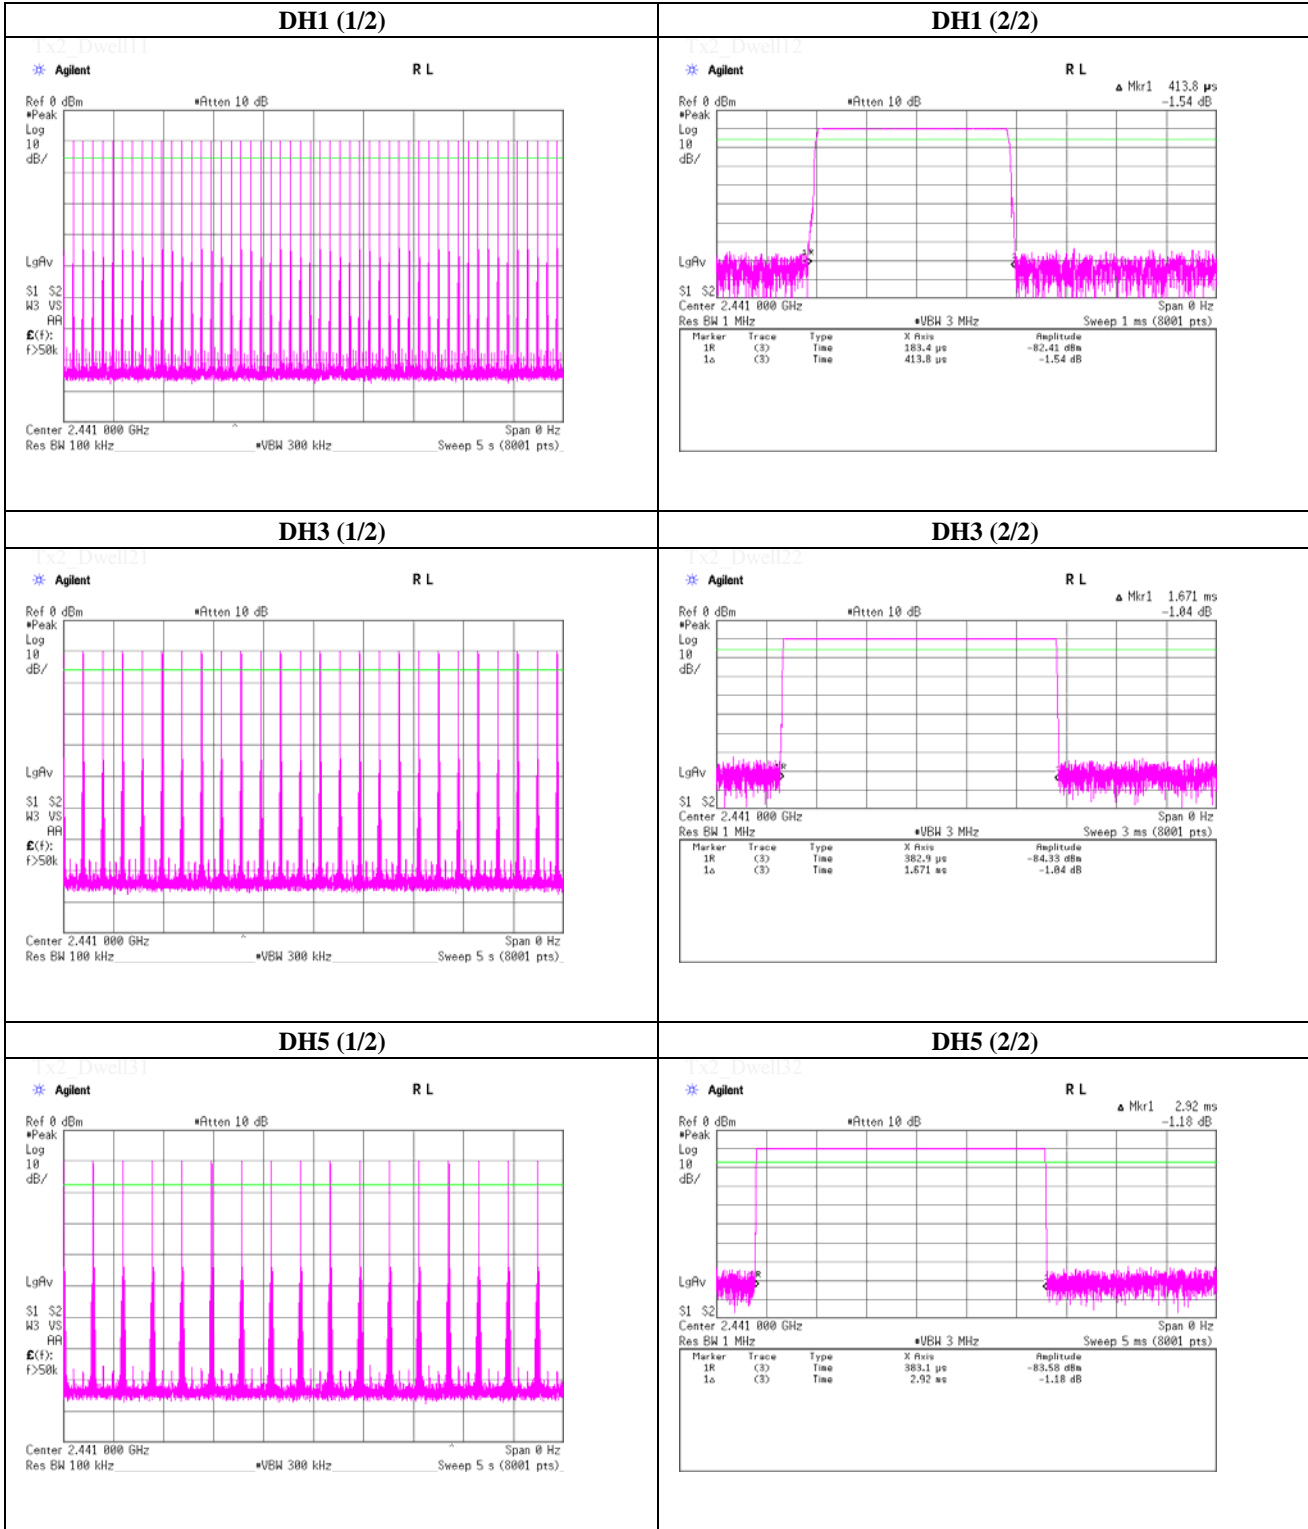 DH1 (1/2)
DH1 (2/2)
Tx2_Dwell11
Agilent R L
Ref 0 dBm #Atten 10 dB
#Peak
Log
10
dB/
LgAv
S1 S2
W3 VS
AA
£(f):
f>50k
Center 2.441 000 GHz Span 0 Hz
Res BW 100 kHz #VBW 300 kHz Sweep 5 s (8001 pts)
Tx2_Dwell12
Agilent R L
Δ Mkr1 413.8 µs
Ref 0 dBm #Atten 10 dB -1.54 dB
#Peak
Log
10
dB/
LgAv
S1 S2
Center 2.441 000 GHz Span 0 Hz
Res BW 1 MHz #VBW 3 MHz Sweep 1 ms (8001 pts)
Marker Trace Type X Axis Amplitude
1R (3) Time 183.4 µs -82.41 dBm
1Δ (3) Time 413.8 µs -1.54 dB
DH3 (1/2)
DH3 (2/2)
Tx2_Dwell21
Agilent R L
Ref 0 dBm #Atten 10 dB
#Peak
Log
10
dB/
LgAv
S1 S2
W3 VS
AA
£(f):
f>50k
Center 2.441 000 GHz Span 0 Hz
Res BW 100 kHz #VBW 300 kHz Sweep 5 s (8001 pts)
Tx2_Dwell22
Agilent R L
Δ Mkr1 1.671 ms
Ref 0 dBm #Atten 10 dB -1.04 dB
#Peak
Log
10
dB/
LgAv
S1 S2
Center 2.441 000 GHz Span 0 Hz
Res BW 1 MHz #VBW 3 MHz Sweep 3 ms (8001 pts)
Marker Trace Type X Axis Amplitude
1R (3) Time 382.9 µs -84.33 dBm
1Δ (3) Time 1.671 ms -1.04 dB
DH5 (1/2)
DH5 (2/2)
Tx2_Dwell31
Agilent R L
Ref 0 dBm #Atten 10 dB
#Peak
Log
10
dB/
LgAv
S1 S2
W3 VS
AA
£(f):
f>50k
Center 2.441 000 GHz Span 0 Hz
Res BW 100 kHz #VBW 300 kHz Sweep 5 s (8001 pts)
Tx2_Dwell32
Agilent R L
Δ Mkr1 2.92 ms
Ref 0 dBm #Atten 10 dB -1.18 dB
#Peak
Log
10
dB/
LgAv
S1 S2
Center 2.441 000 GHz Span 0 Hz
Res BW 1 MHz #VBW 3 MHz Sweep 5 ms (8001 pts)
Marker Trace Type X Axis Amplitude
1R (3) Time 383.1 µs -83.58 dBm
1Δ (3) Time 2.92 ms -1.18 dB